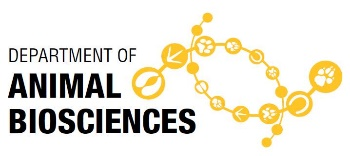 DEPARTMENT OF
ANIMAL
BIOSCIENCES